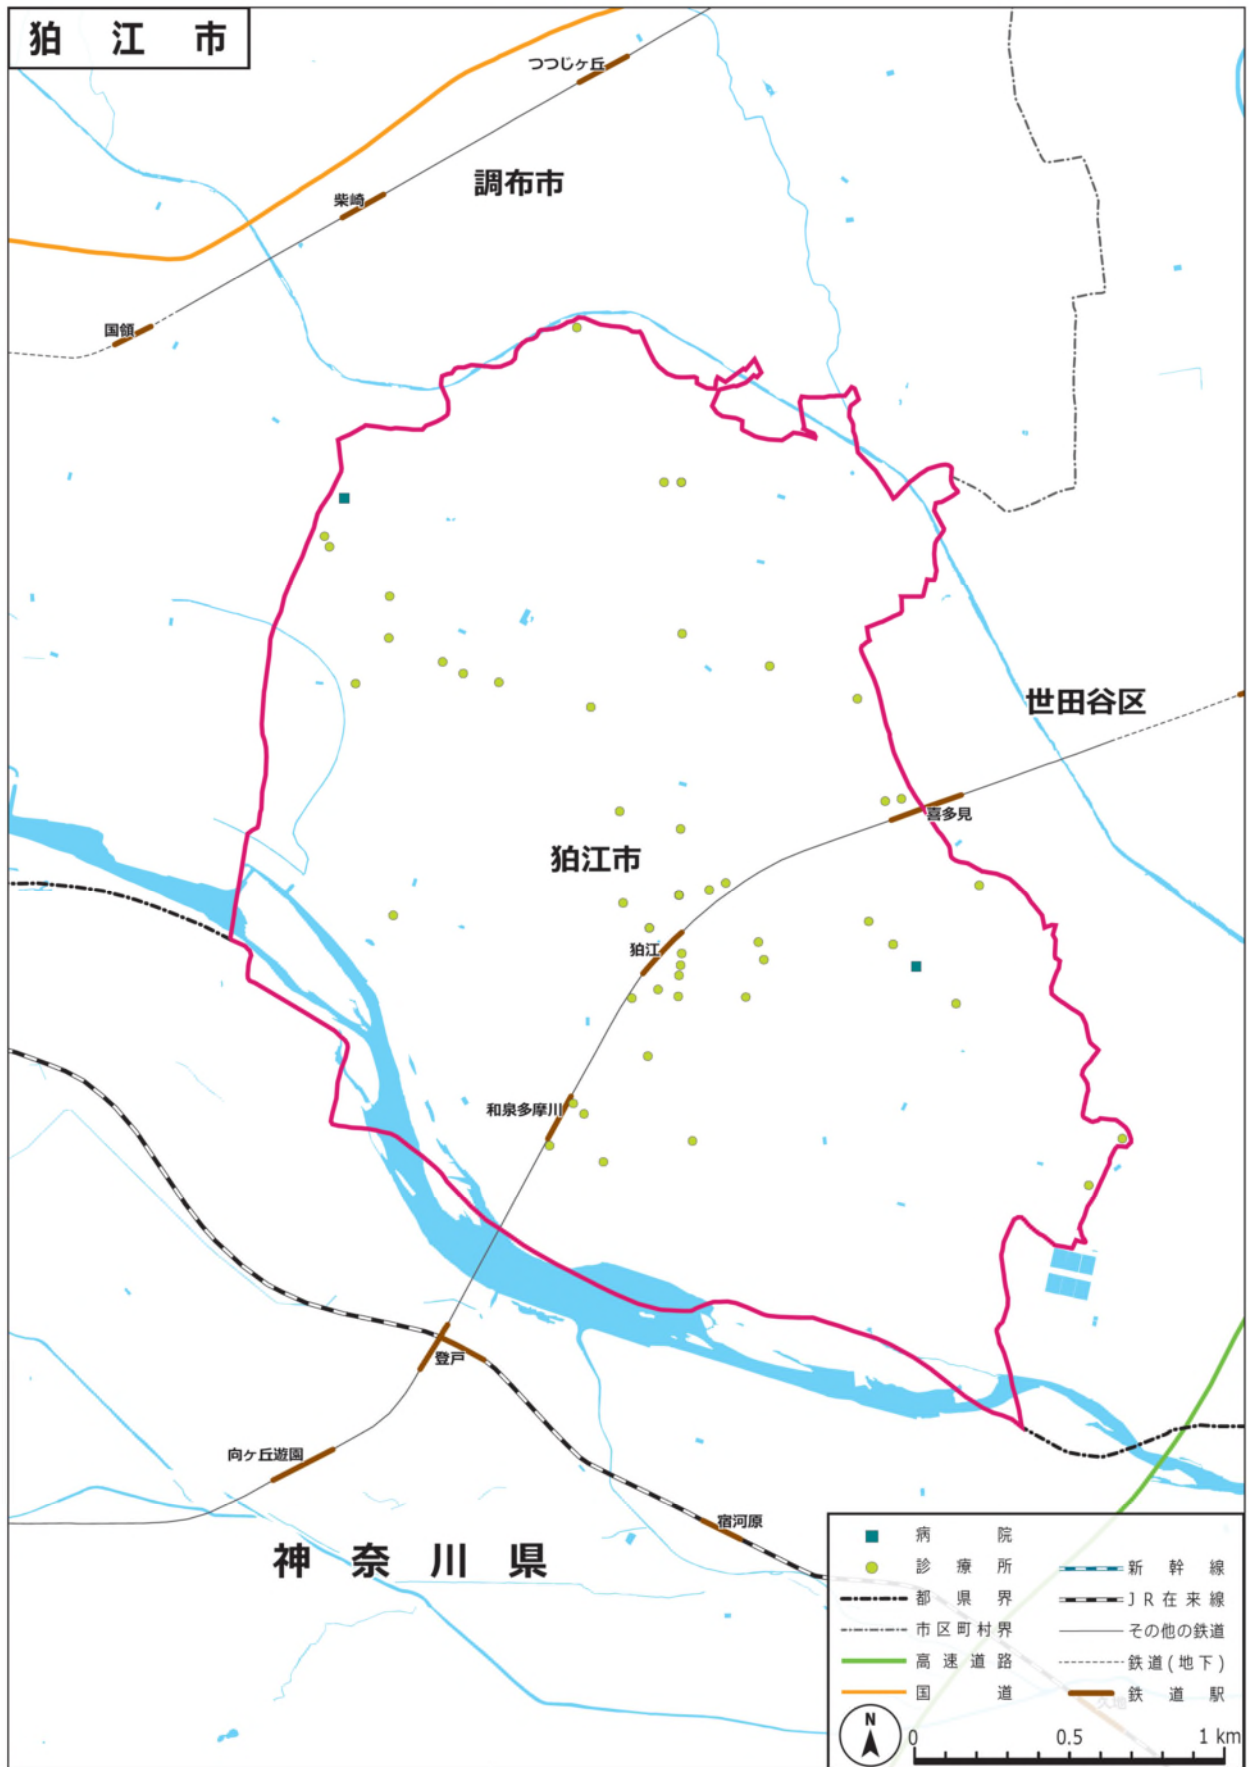 狛江市
つつじヶ丘
調布市
柴崎
国領
世田谷区
喜多見
狛江市
狛江
和泉多摩川
登戸
向ヶ丘遊園
宿河原
神奈川県
病院
診療所
新幹線
都県界
JR在来線
市区町村界
その他の鉄道
高速道路
鉄道(地下)
国道
鉄道駅
久地
N
0 0.5 1 km